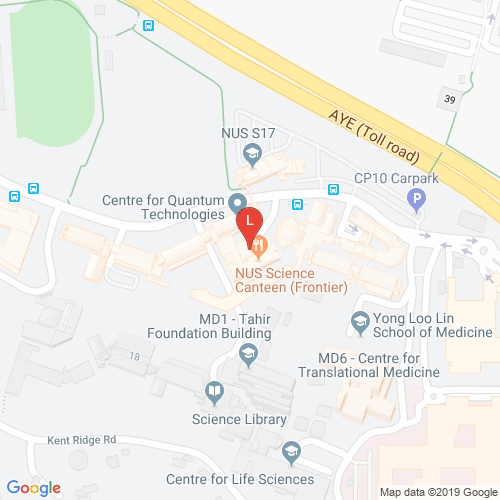 39
AYE (Toll road)
NUS S17
CP10 Carpark
P
Centre for Quantum
Technologies
L
NUS Science
Canteen (Frontier)
MD1 - Tahir
Foundation Building
Yong Loo Lin
School of Medicine
18
MD6 - Centre for
Translational Medicine
Science Library
Kent Ridge Rd
Centre for Life Sciences
Google
Map data ©2019 Google